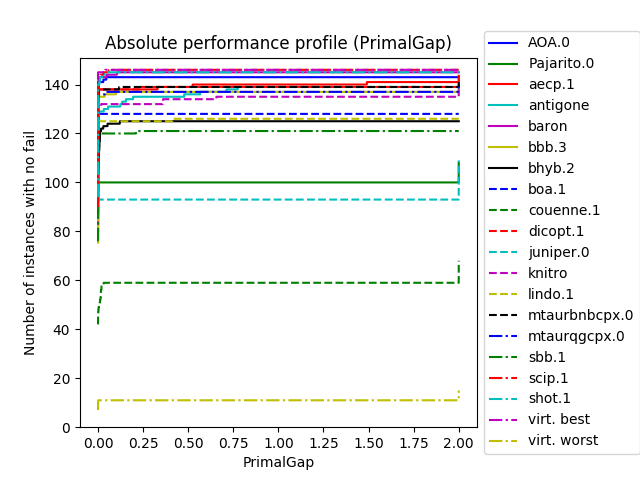 Absolute performance profile (PrimalGap)
Number of instances with no fail
140
120
100
80
60
40
20
0
0.00 0.25 0.50 0.75 1.00 1.25 1.50 1.75 2.00
PrimalGap
AOA.0
Pajarito.0
aecp.1
antigone
baron
bbb.3
bhyb.2
boa.1
couenne.1
dicopt.1
juniper.0
knitro
lindo.1
mtaurbnbcpx.0
mtaurqgcpx.0
sbb.1
scip.1
shot.1
virt. best
virt. worst